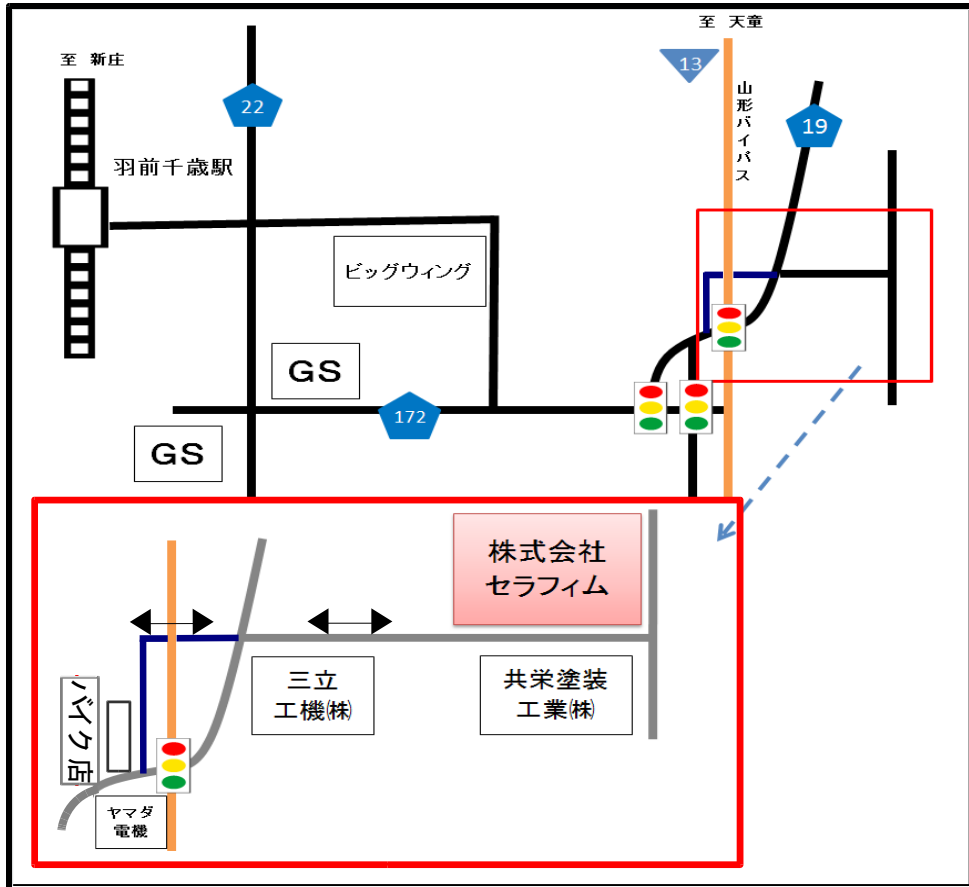 至 天童
至 新庄
13
22
山形バイパス
19
羽前千歳駅
ビッグウィング
GS
172
GS
株式会社
セラフィム
三立
工機㈱
共栄塗装
工業㈱
バイク店
ヤマダ
電機